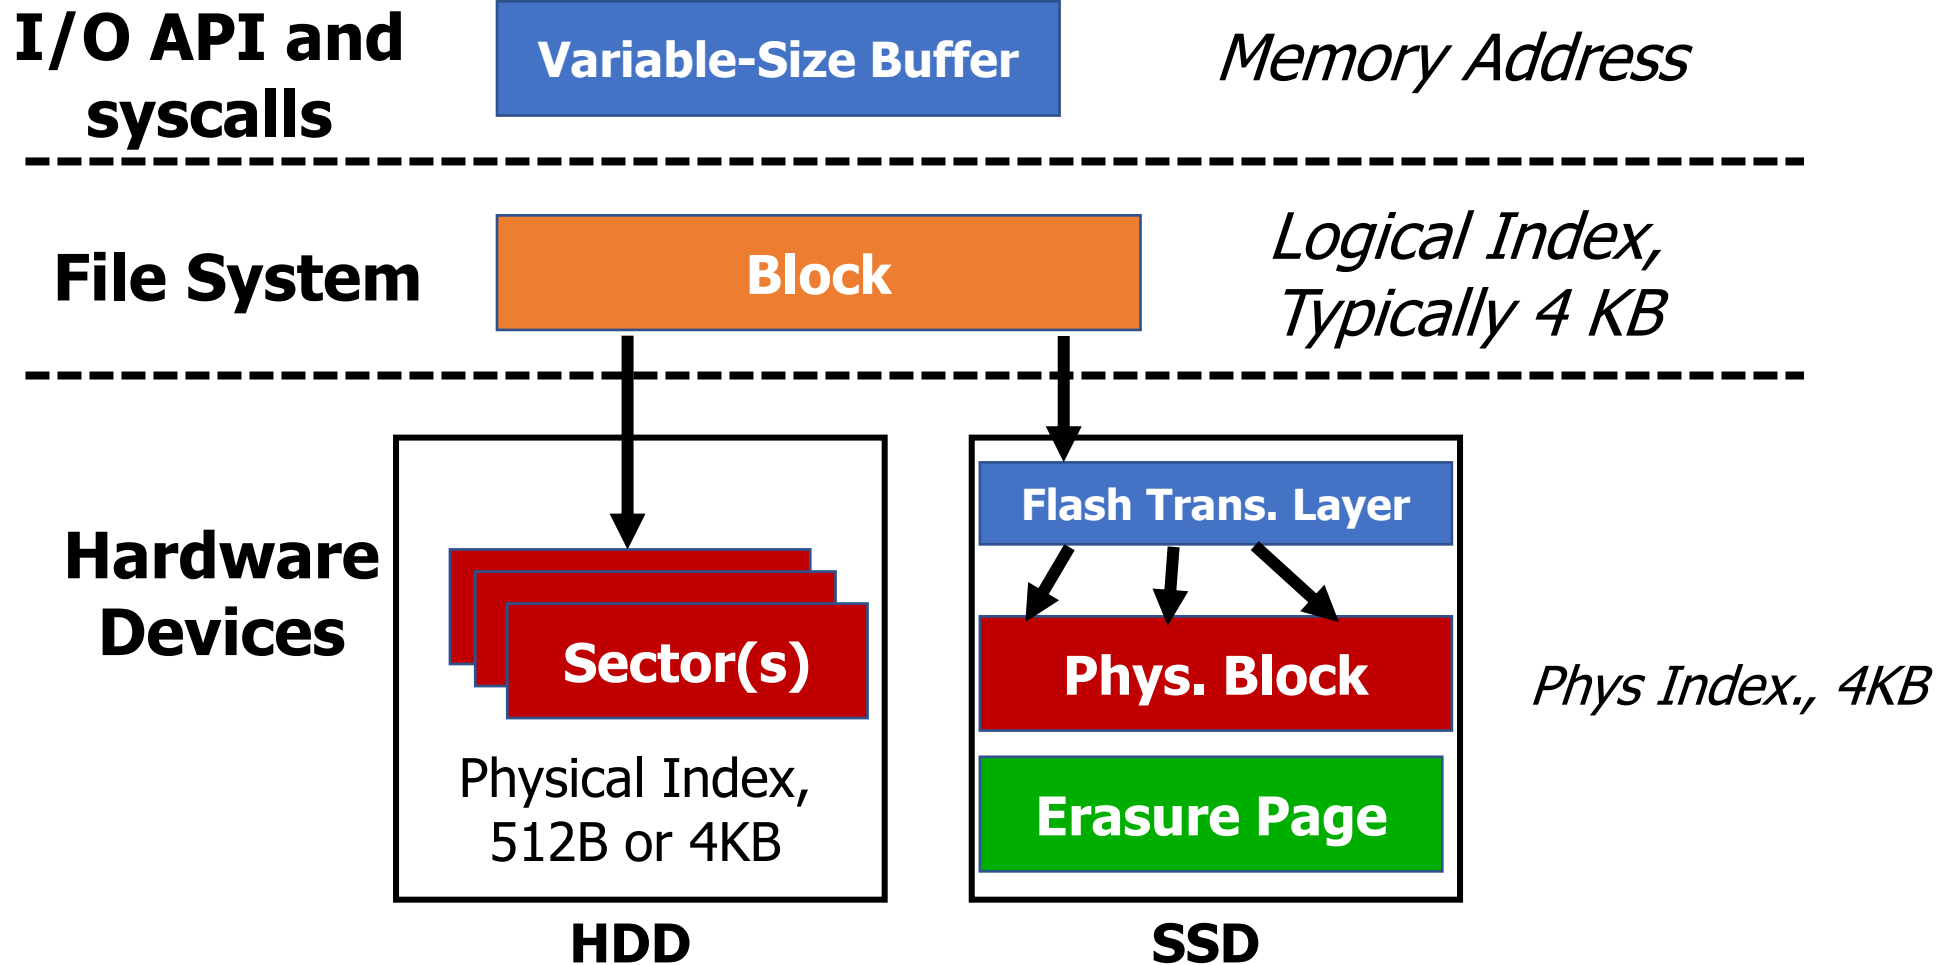 I/O API and
syscalls
Variable-Size Buffer
Memory Address
File System
Block
Logical Index,
Typically 4 KB
Hardware
Devices
Sector(s)
Physical Index,
512B or 4KB
HDD
Flash Trans. Layer
Phys. Block
Erasure Page
SSD
Phys Index., 4KB